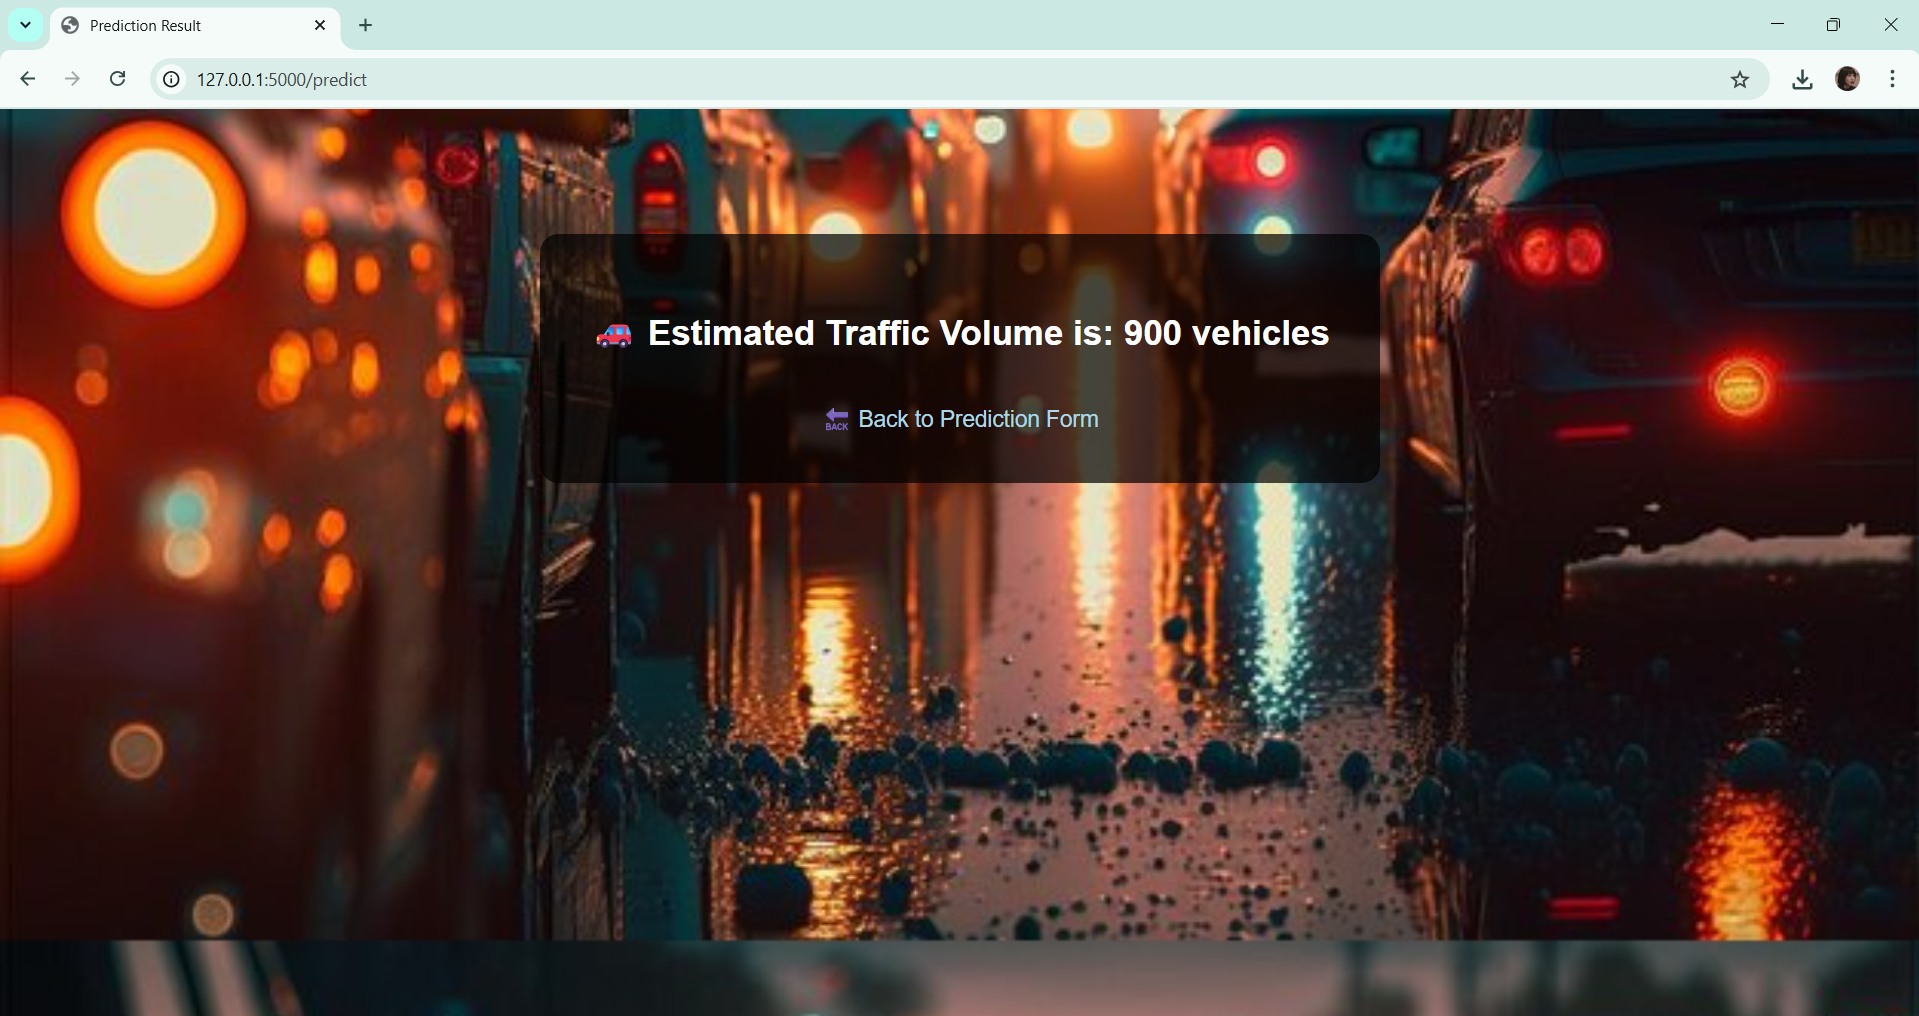 Prediction Result
127.0.0.1:5000/predict
Estimated Traffic Volume is: 900 vehicles
BACK Back to Prediction Form